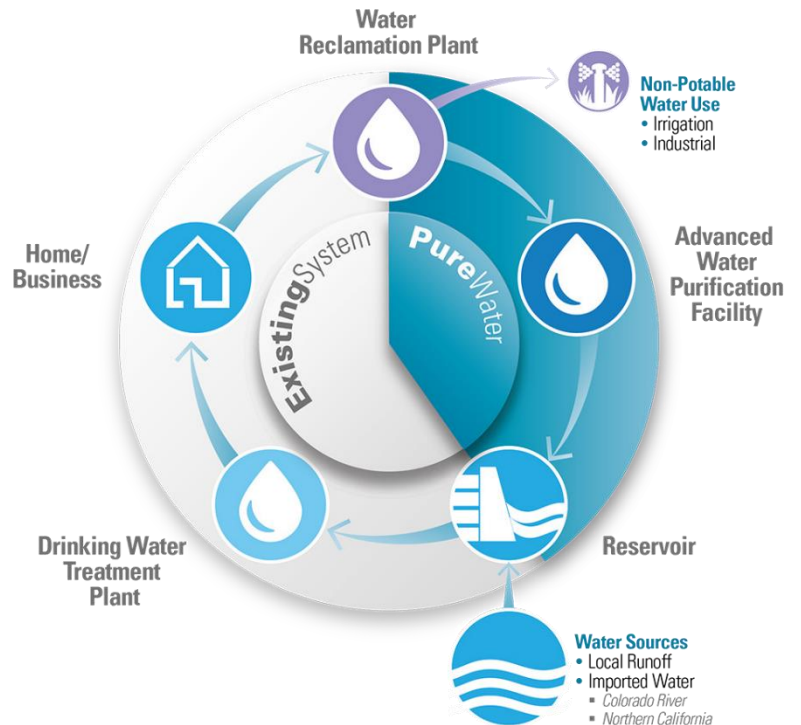 Water
Reclamation Plant
Non-Potable
Water Use
• Irrigation
• Industrial
Home/
Business
ExistingSystem
PureWater
Advanced
Water
Purification
Facility
Drinking Water
Treatment
Plant
Reservoir
Water Sources
• Local Runoff
• Imported Water
▪ Colorado River
▪ Northern California